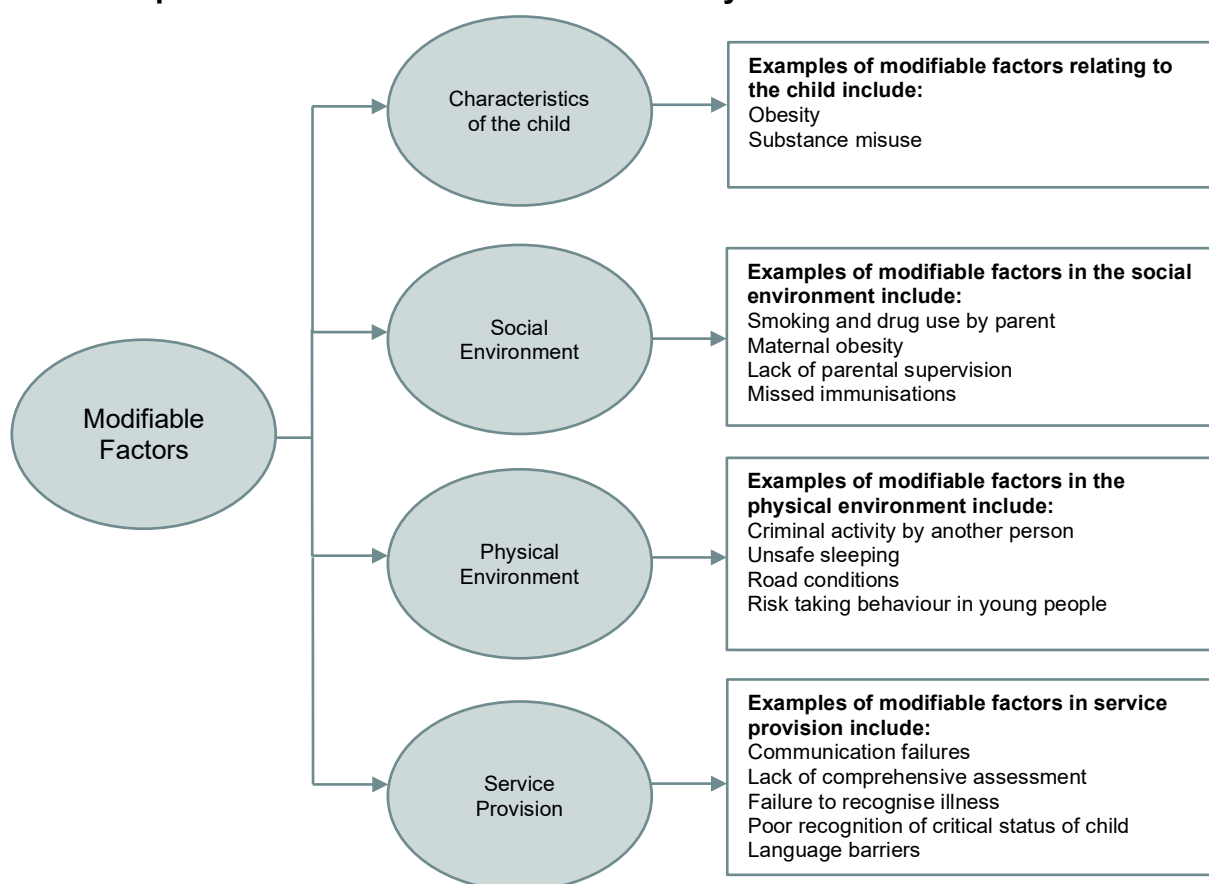 Characteristics
of the child
Examples of modifiable factors relating to
the child include:
Obesity
Substance misuse
Social
Environment
Examples of modifiable factors in the social
environment include:
Smoking and drug use by parent
Maternal obesity
Lack of parental supervision
Missed immunisations
Modifiable
Factors
Physical
Environment
Examples of modifiable factors in the
physical environment include:
Criminal activity by another person
Unsafe sleeping
Road conditions
Risk taking behaviour in young people
Service
Provision
Examples of modifiable factors in service
provision include:
Communication failures
Lack of comprehensive assessment
Failure to recognise illness
Poor recognition of critical status of child
Language barriers